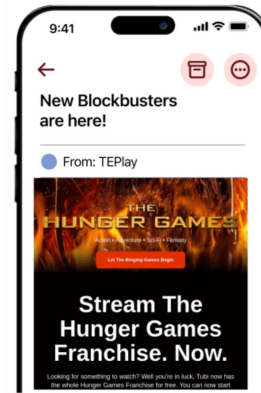 9:41
New Blockbusters
are here!
From: TEPlay
THE
HUNGER GAMES
Action • Adventure • Sci-Fi • Fantasy
Let The Binging Games Begin
Stream The
Hunger Games
Franchise. Now.
Looking for something to watch? Well you're in luck, Tubi now has
the whole Hunger Games Franchise for free. You can now start